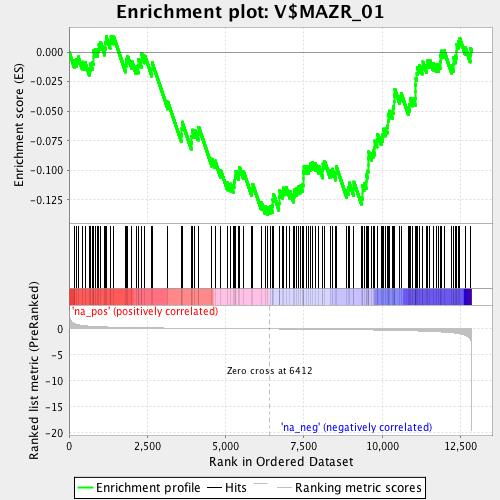 Enrichment plot: V$MAZR_01
Enrichment score (ES)
0.000
-0.025
-0.050
-0.075
-0.100
-0.125
'na_pos' (positively correlated)
Ranked list metric (PreRanked)
0
-5
-10
-15
-20
Zero cross at 6412
'na_neg' (negatively correlated)
0
2,500
5,000
7,500
10,000
12,500
Rank in Ordered Dataset
Enrichment profile
Hits
Ranking metric scores